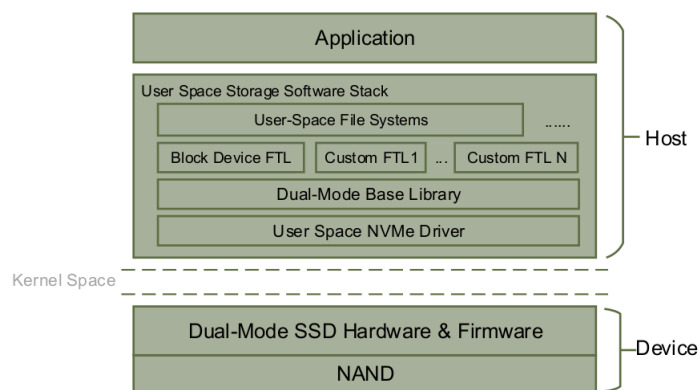 Application
User Space Storage Software Stack
User-Space File Systems
......
Host
Block Device FTL
Custom FTL1
...
Custom FTL N
Dual-Mode Base Library
User Space NVMe Driver
Kernel Space
Dual-Mode SSD Hardware & Firmware
Device
NAND